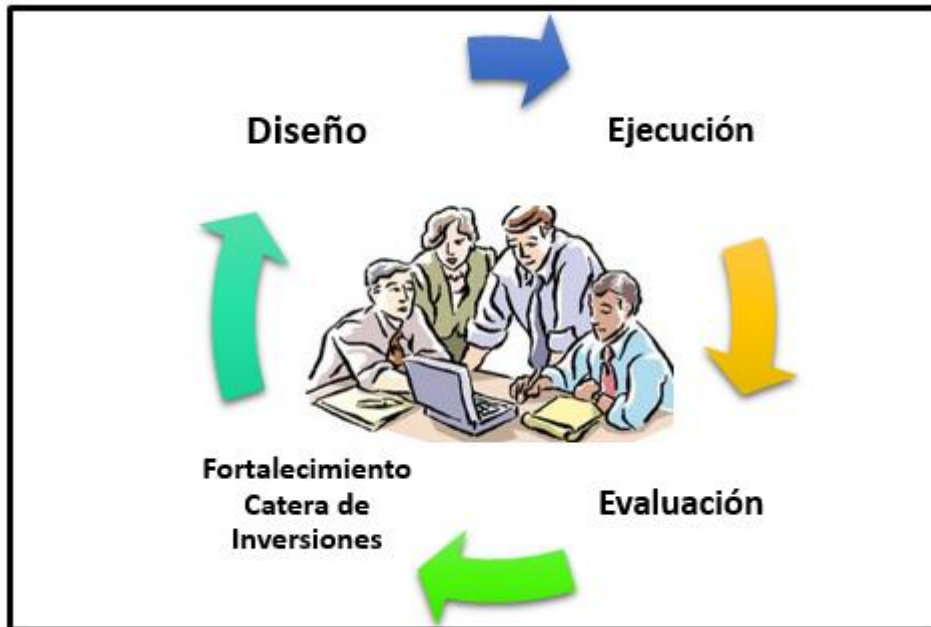 Diseño
Ejecución
Fortalecimiento
Catera de
Inversiones
Evaluación